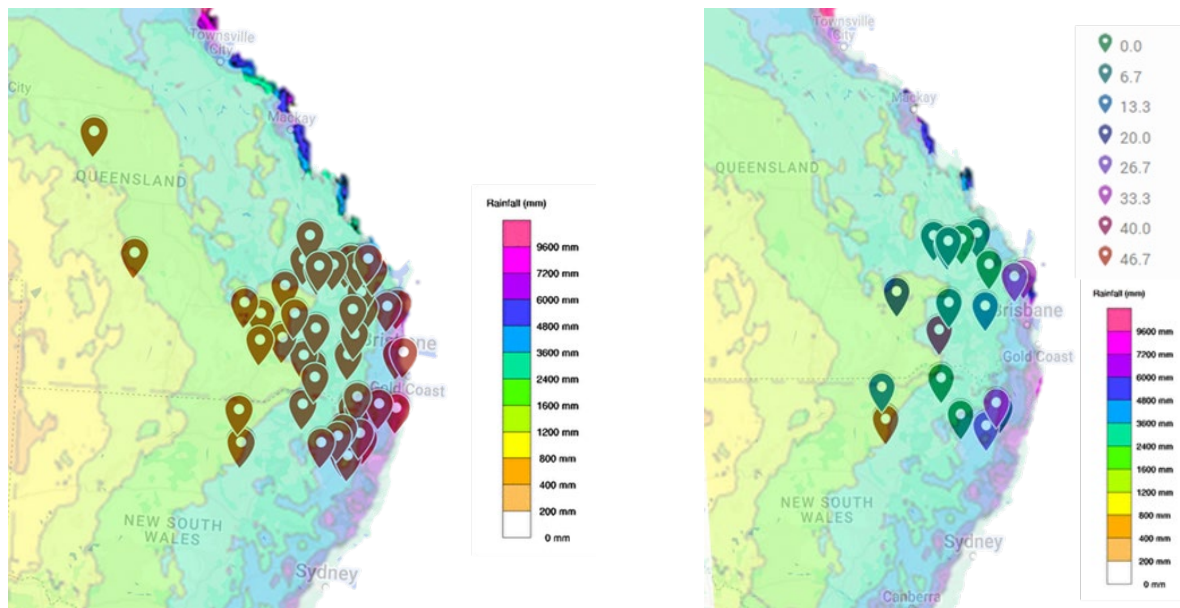 Townsville
City
City
Mackay
QUEENSLAND
Brisbane
Gold Coast
NEW SOUTH
WALES
Sydney
Rainfall (mm)
9600 mm
7200 mm
6000 mm
4800 mm
3600 mm
2400 mm
1600 mm
1200 mm
800 mm
400 mm
200 mm
0 mm
Townsville
City
Mackay
QUEENSLAND
Brisbane
Gold Coast
NEW SOUTH
WALES
Sydney
Canberra
0.0
6.7
13.3
20.0
26.7
33.3
40.0
46.7
Rainfall (mm)
9600 mm
7200 mm
6000 mm
4800 mm
3600 mm
2400 mm
1600 mm
1200 mm
800 mm
400 mm
200 mm
0 mm